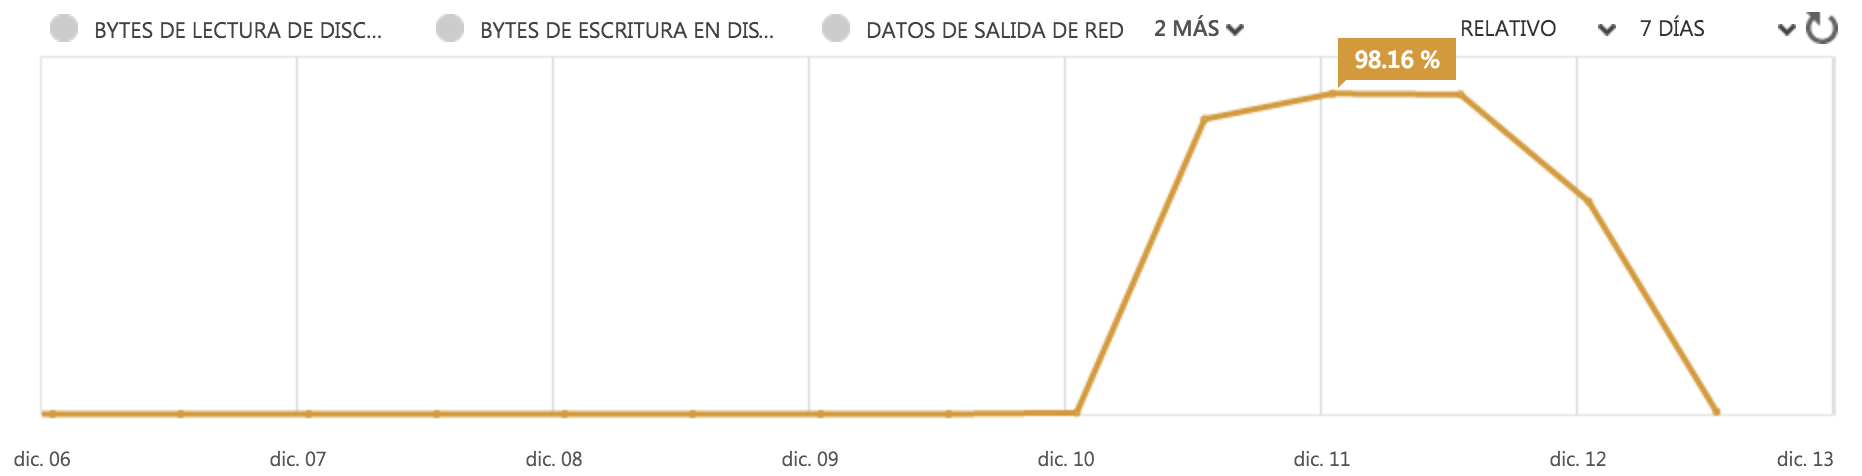 BYTES DE LECTURA DE DISC... BYTES DE ESCRITURA EN DIS... DATOS DE SALIDA DE RED 2 MÁS RELATIVO 7 DÍAS
98.16 %
dic. 06 dic. 07 dic. 08 dic. 09 dic. 10 dic. 11 dic. 12 dic. 13